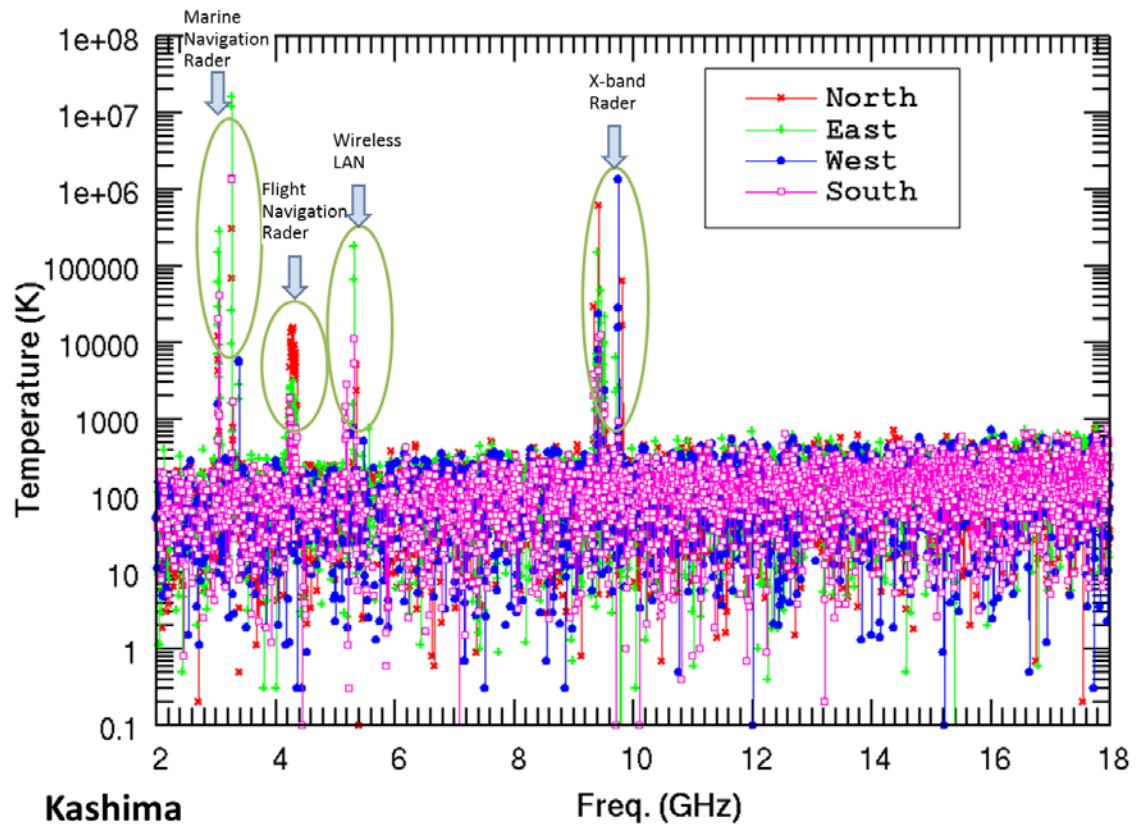 Marine
Navigation
Rader
Flight
Navigation
Rader
Wireless
LAN
X-band
Rader
North
East
West
South
1e+08
1e+07
1e+06
100000
10000
1000
100
10
1
0.1
Temperature (K)
2 4 6 8 10 12 14 16 18
Freq. (GHz)
Kashima